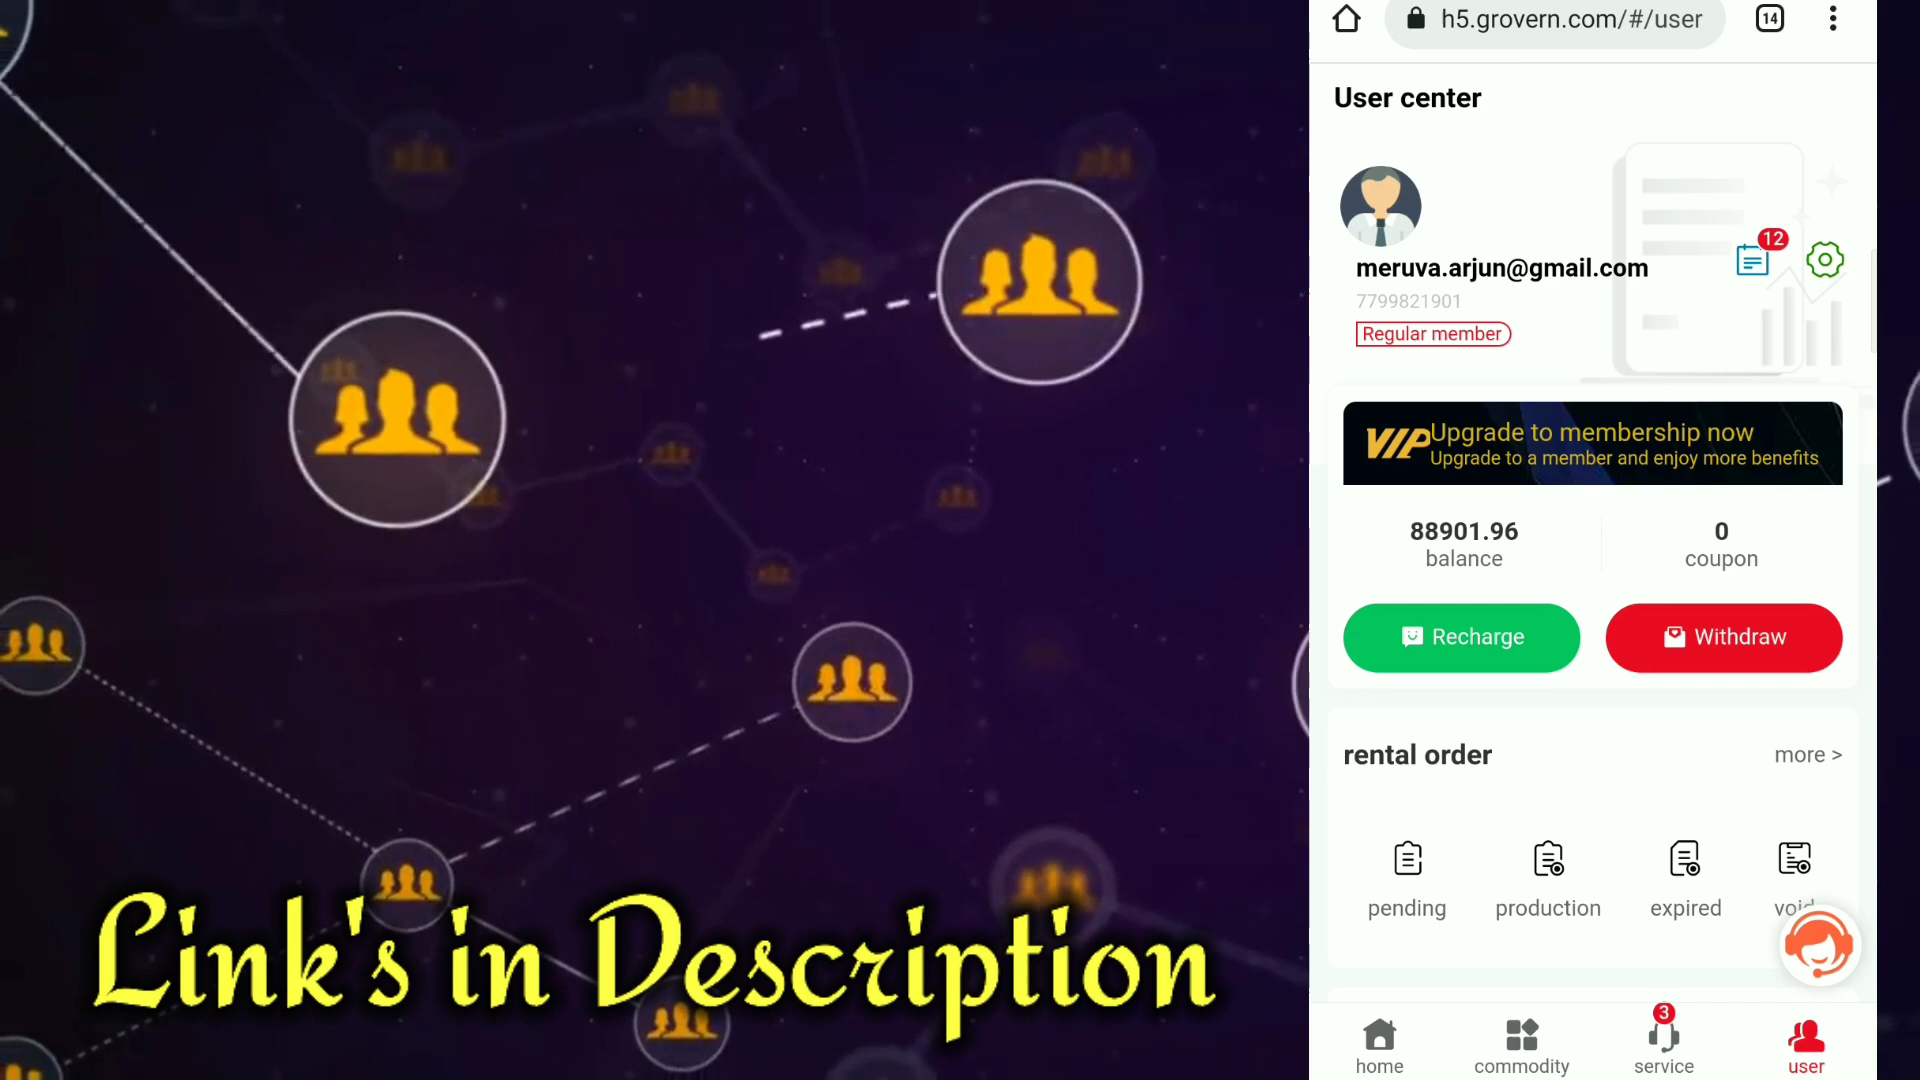 h5.grovern.com/#/user
14
User center
12
meruva.arjun@gmail.com
7799821901
Regular member
VIP
Upgrade to membership now
Upgrade to a member and enjoy more benefits
88901.96
balance
0
coupon
Recharge
Withdraw
rental order
more >
pending
production
expired
void
Link's in Description
home
commodity
3
service
user